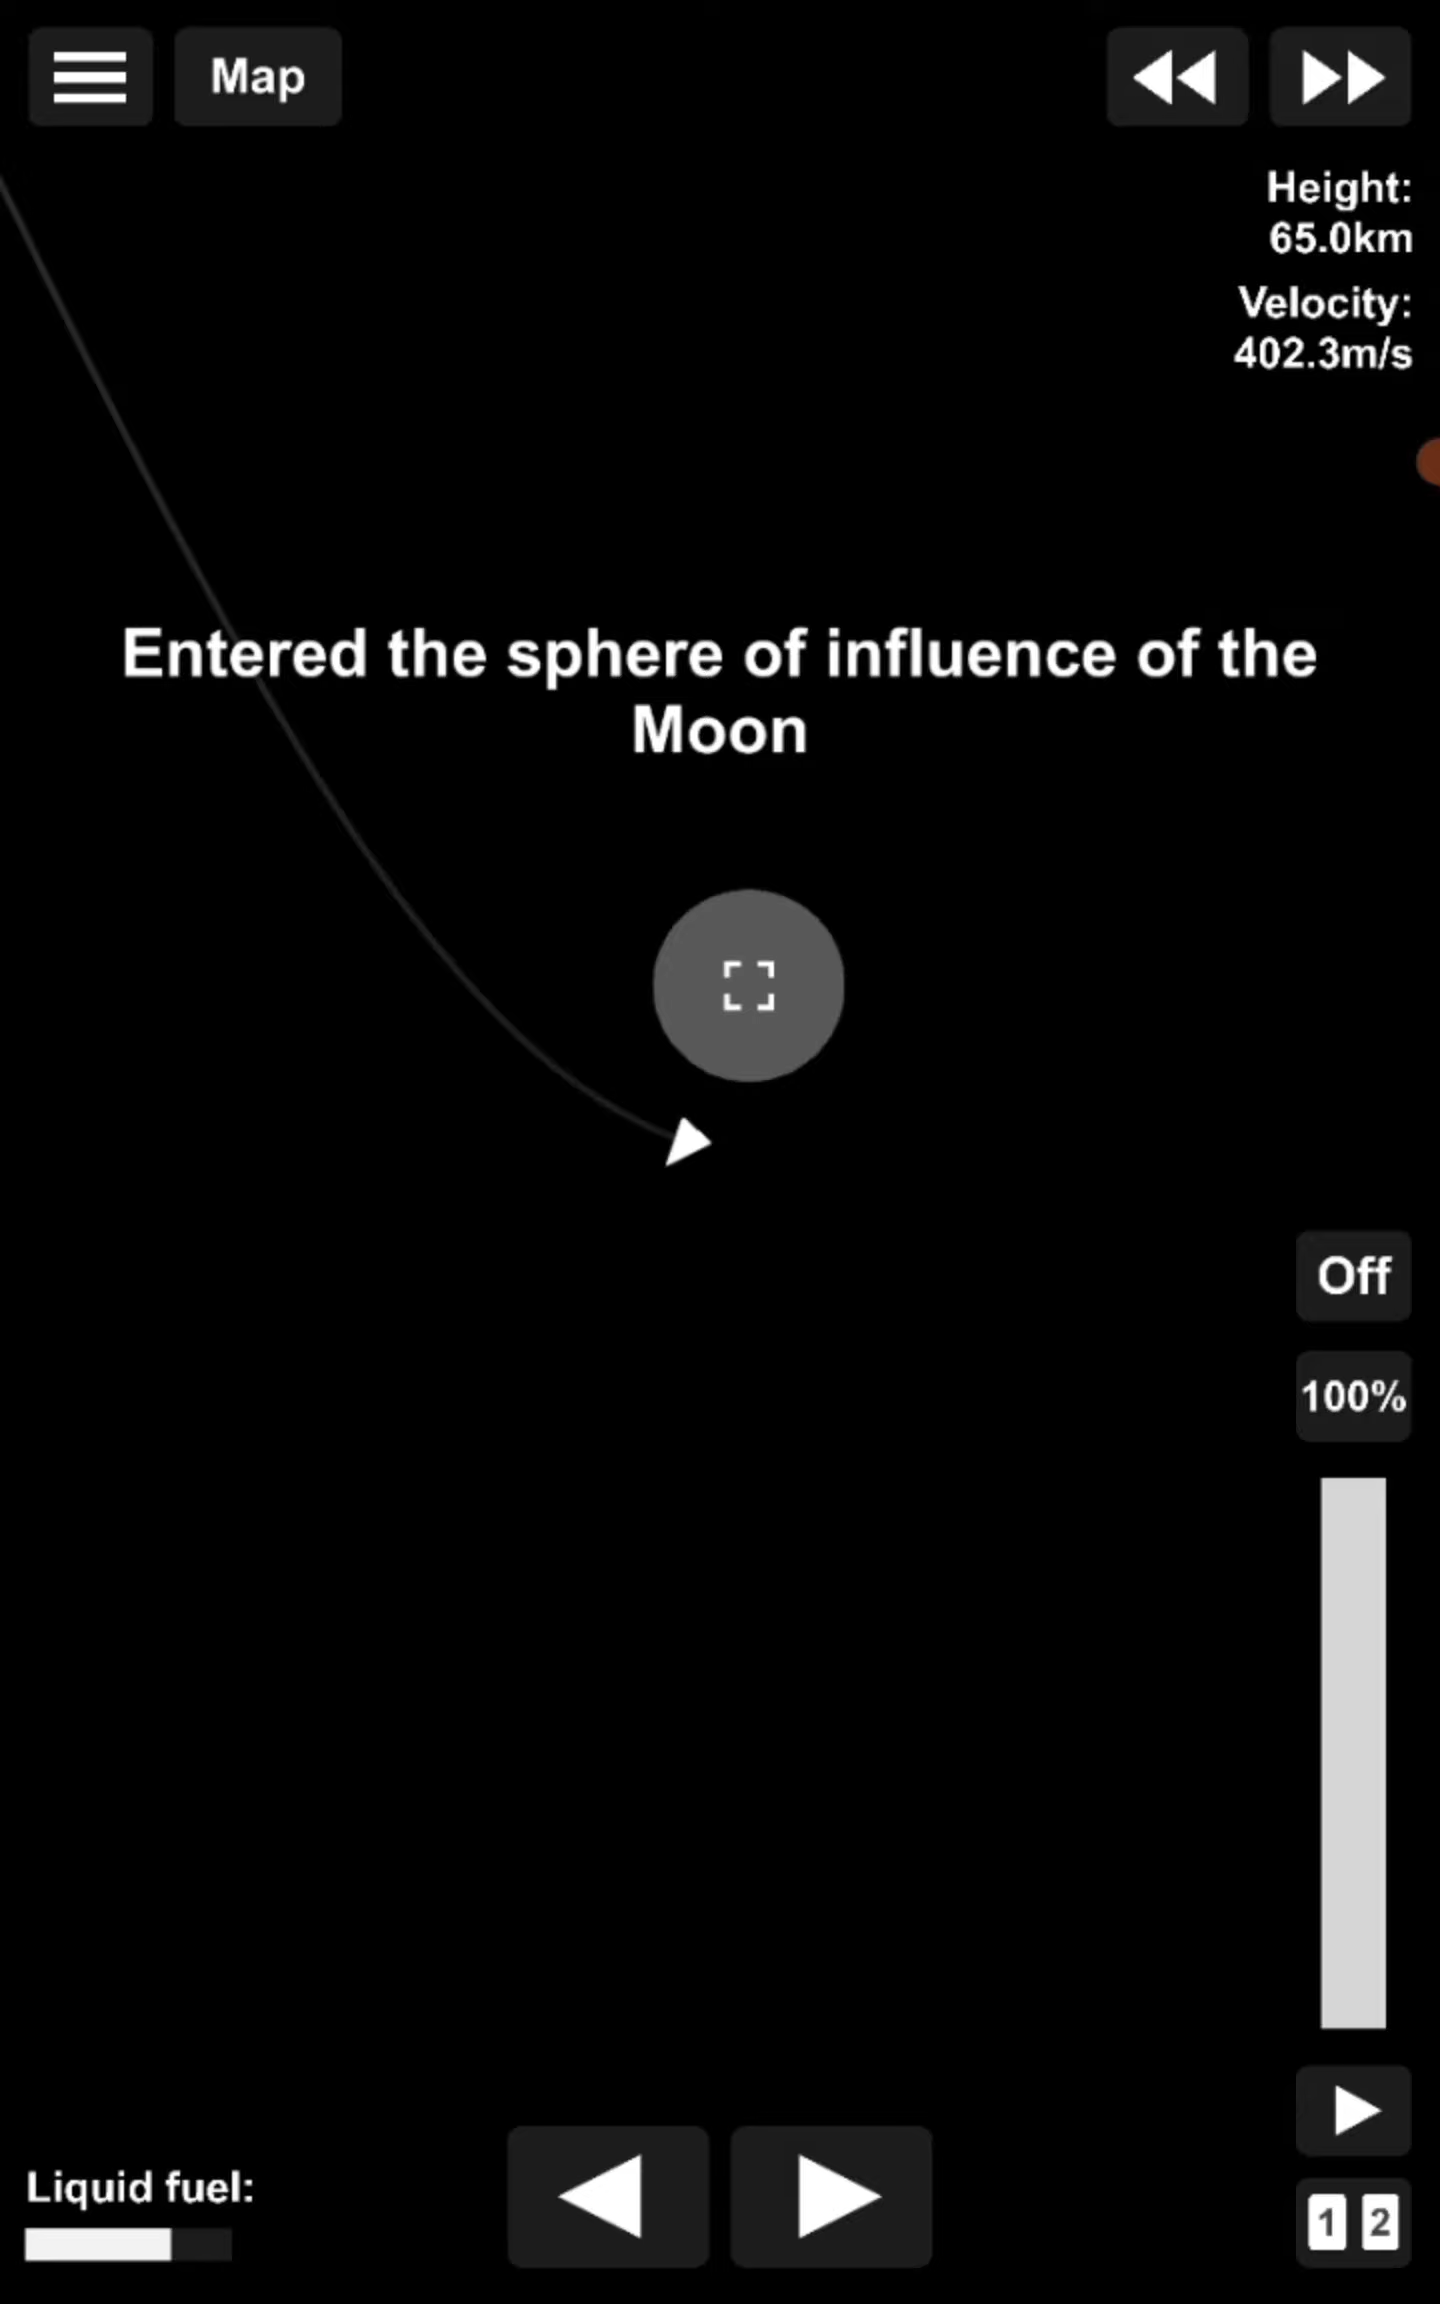 Map
Height:
65.0km
Velocity:
402.3m/s
Entered the sphere of influence of the
Moon
Off
100%
Liquid fuel:
1 2